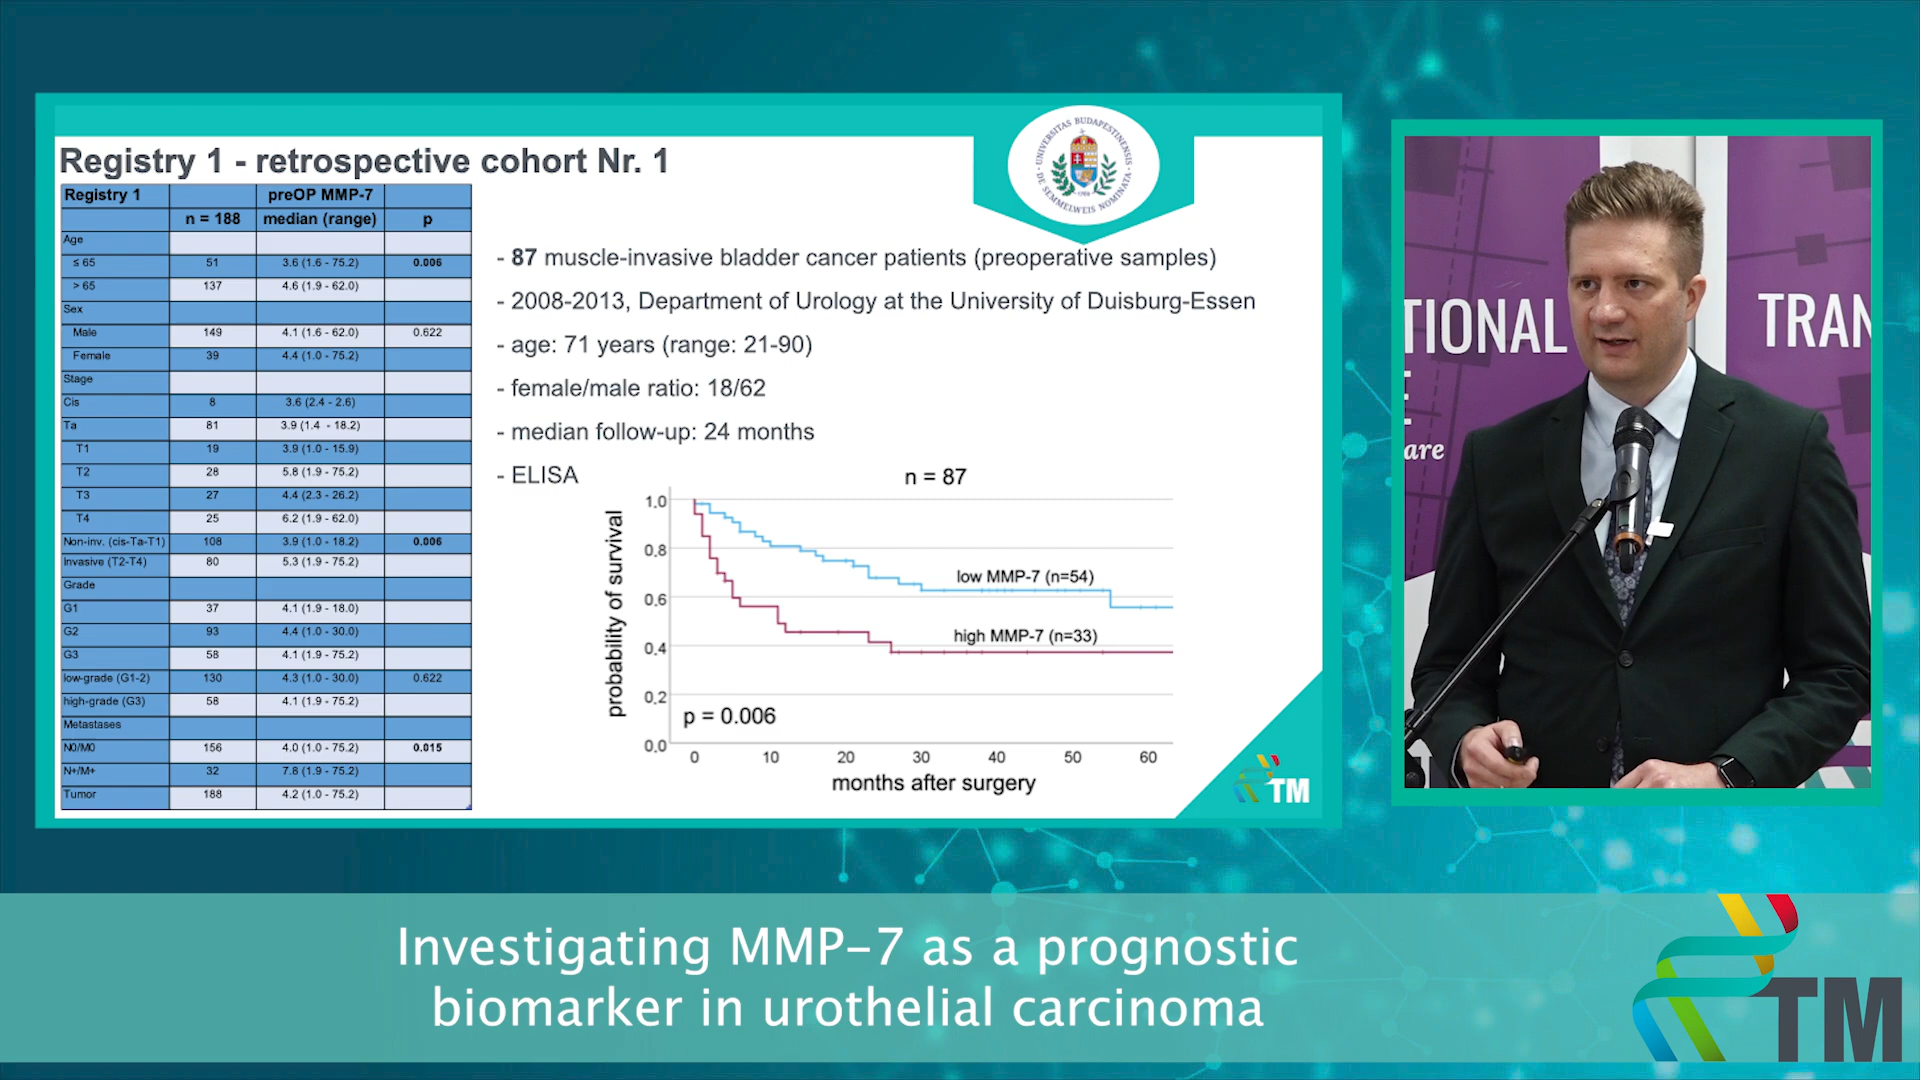 Registry 1 - retrospective cohort Nr. 1
UNIVERSITAS BUDAPESTINENSIS
DE SEMMELWEIS NOMINATA
Registry 1 preOP MMP-7
n = 188 median (range) p
Age
≤ 65 51 3.6 (1.6 - 75.2) 0.006
> 65 137 4.6 (1.9 - 62.0)
Sex
Male 149 4.1 (1.6 - 62.0) 0.622
Female 39 4.4 (1.0 - 75.2)
Stage
Cis 8 3.6 (2.4 - 2.6)
Ta 81 3.9 (1.4 - 18.2)
T1 19 3.9 (1.0 - 15.9)
T2 28 5.8 (1.9 - 75.2)
T3 27 4.4 (2.3 - 26.2)
T4 25 6.2 (1.9 - 62.0)
Non-inv. (cis-Ta-T1) 108 3.9 (1.0 - 18.2) 0.006
Invasive (T2-T4) 80 5.3 (1.9 - 75.2)
Grade
G1 37 4.1 (1.9 - 18.0)
G2 93 4.4 (1.0 - 30.0)
G3 58 4.1 (1.9 - 75.2)
low-grade (G1-2) 130 4.3 (1.0 - 30.0) 0.622
high-grade (G3) 58 4.1 (1.9 - 75.2)
Metastases
N0/M0 156 4.0 (1.0 - 75.2) 0.015
N+/M+ 32 7.8 (1.9 - 75.2)
Tumor 188 4.2 (1.0 - 75.2)
- 87 muscle-invasive bladder cancer patients (preoperative samples)
- 2008-2013, Department of Urology at the University of Duisburg-Essen
- age: 71 years (range: 21-90)
- female/male ratio: 18/62
- median follow-up: 24 months
- ELISA
n = 87
probability of survival
1,0
0,8
0,6
0,4
0,2
0,0
low MMP-7 (n=54)
high MMP-7 (n=33)
p = 0.006
0 10 20 30 40 50 60
months after surgery
TM
TIONAL
E
are
TRAN
Investigating MMP-7 as a prognostic
biomarker in urothelial carcinoma
TM